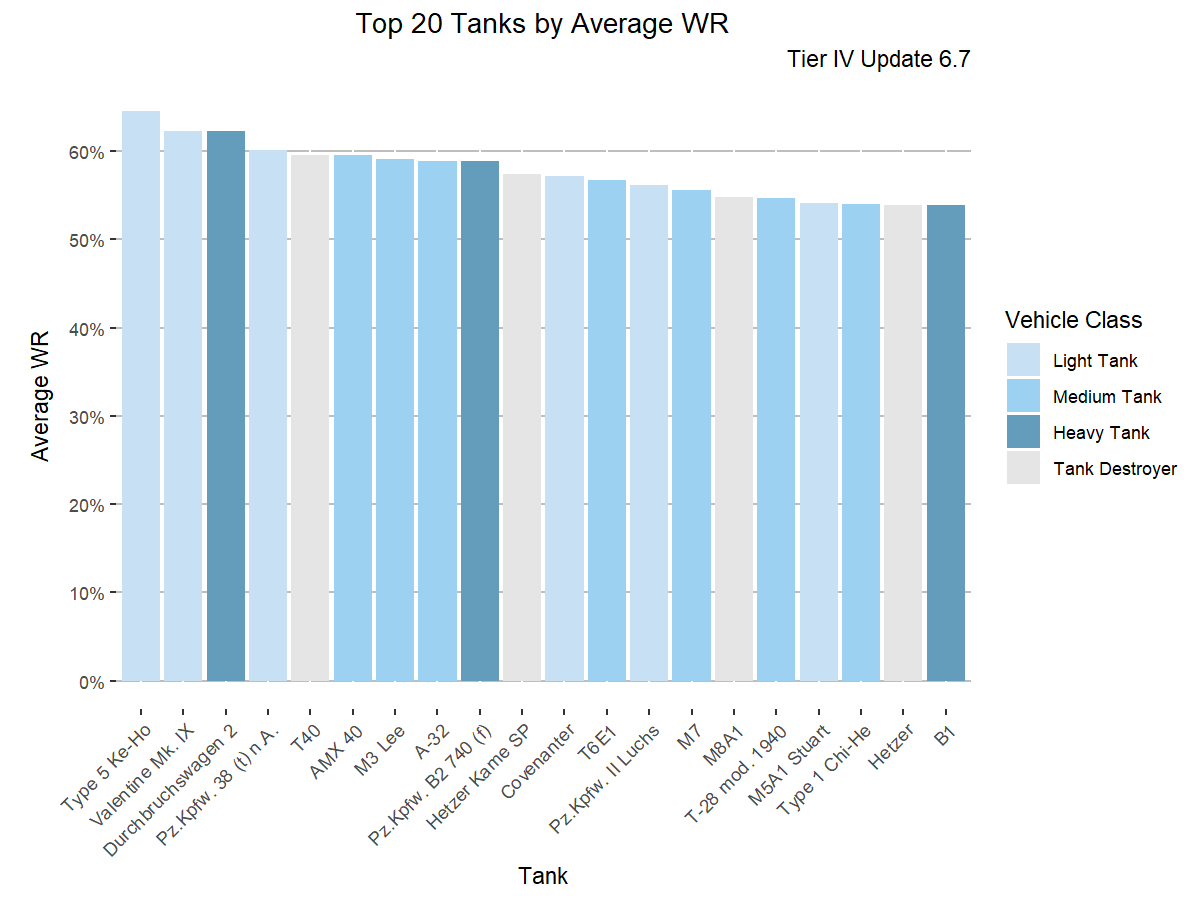 Top 20 Tanks by Average WR
Tier IV Update 6.7
Average WR
60%
50%
40%
30%
20%
10%
0%
Type 5 Ke-Ho
Valentine Mk. IX
Durchbruchswagen 2
Pz.Kpfw. 38 (t) n A.
T40
AMX 40
M3 Lee
A-32
Pz.Kpfw. B2 740 (f)
Hetzer Kame SP
Covenanter
T6E1
Pz.Kpfw. II Luchs
M7
M8A1
T-28 mod. 1940
M5A1 Stuart
Type 1 Chi-He
Hetzer
B1
Tank
Vehicle Class
Light Tank
Medium Tank
Heavy Tank
Tank Destroyer